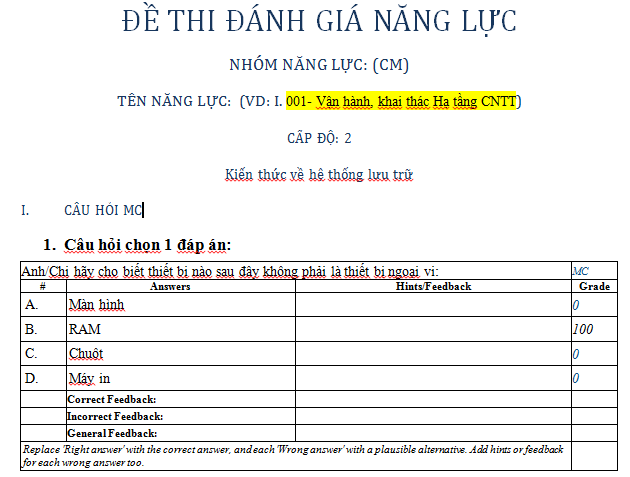 ĐỀ THI ĐÁNH GIÁ NĂNG LỰC
NHÓM NĂNG LỰC: (CM)
TÊN NĂNG LỰC: (VD: I. 001- Vận hành, khai thác Hạ tầng CNTT)
CẤP ĐỘ: 2
Kiến thức về hệ thống lưu trữ
I. CÂU HỎI MC
1. Câu hỏi chọn 1 đáp án:
Anh/Chị hãy cho biết thiết bị nào sau đây không phải là thiết bị ngoại vi: MC
# Answers Hints/Feedback Grade
A. Màn hình 0
B. RAM 100
C. Chuột 0
D. Máy in 0
Correct Feedback:
Incorrect Feedback:
General Feedback:
Replace 'Right answer' with the correct answer, and each 'Wrong answer' with a plausible alternative. Add hints or feedback
for each wrong answer too.